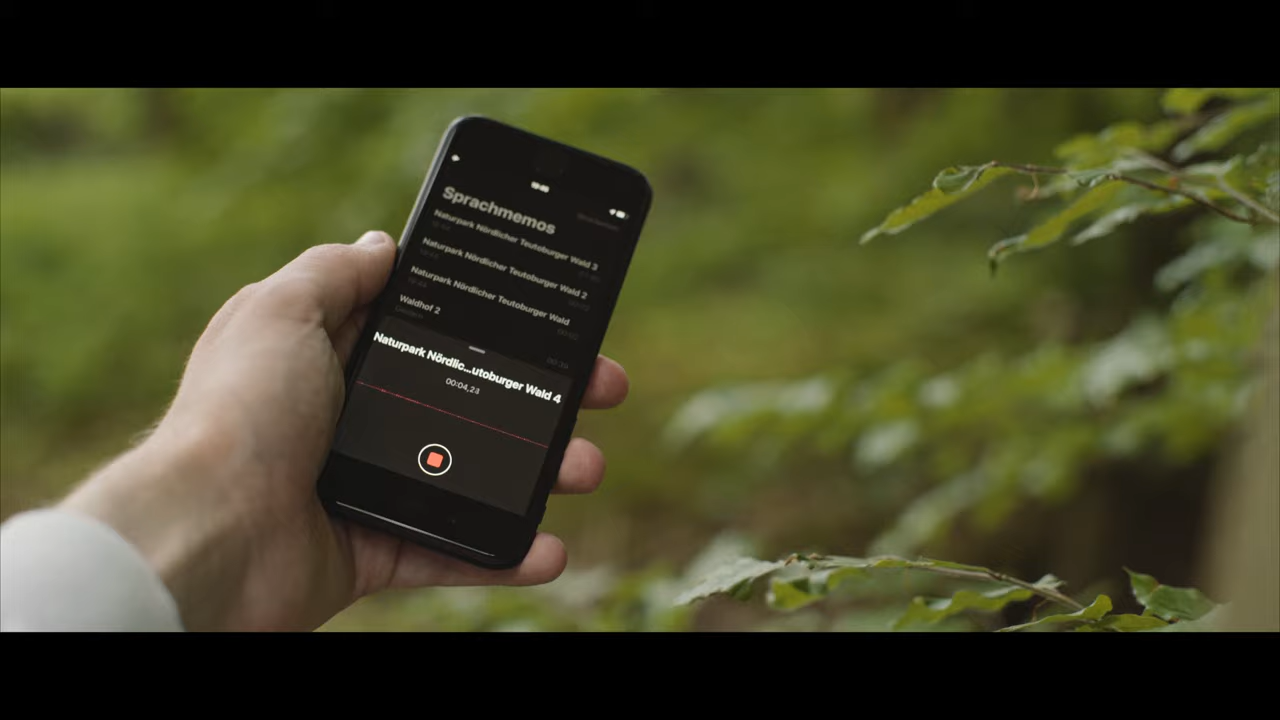 Sprachmemos
Naturpark Nördlicher Teutoburger Wald 3
Naturpark Nördlicher Teutoburger Wald 2
Naturpark Nördlicher Teutoburger Wald
Waldhof 2
Naturpark Nördlic...utoburger Wald 4
00:04,23